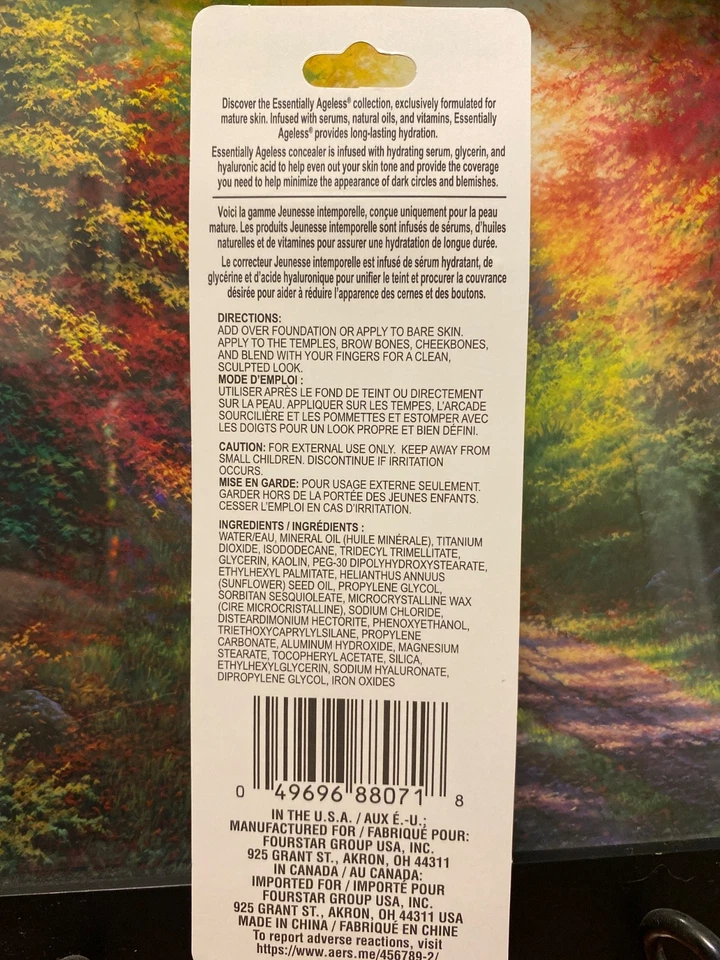 Discover the Essentially Ageless® collection, exclusively formulated for
mature skin. Infused with serums, natural oils, and vitamins, Essentially
Ageless® provides long-lasting hydration.
Essentially Ageless concealer is infused with hydrating serum, glycerin, and
hyaluronic acid to help even out your skin tone and provide the coverage
you need to help minimize the appearance of dark circles and blemishes.
Voici la gamme Jeunesse intemporelle, conçue uniquement pour la peau
mature. Les produits Jeunesse intemporelle sont infusés de sérums, d'huiles
naturelles et de vitamines pour assurer une hydratation de longue durée.
Le correcteur Jeunesse intemporelle est infusé de sérum hydratant, de
glycérine et d'acide hyaluronique pour unifier le teint et procurer la couvrance
désirée pour aider à réduire l'apparence des cernes et des boutons.
DIRECTIONS:
ADD OVER FOUNDATION OR APPLY TO BARE SKIN.
APPLY TO THE TEMPLES, BROW BONES, CHEEKBONES,
AND BLEND WITH YOUR FINGERS FOR A CLEAN,
SCULPTED LOOK.
MODE D'EMPLOI :
UTILISER APRÈS LE FOND DE TEINT OU DIRECTEMENT
SUR LA PEAU. APPLIQUER SUR LES TEMPES, L'ARCADE
SOURCILIÈRE ET LES POMMETTES ET ESTOMPER AVEC
LES DOIGTS POUR UN LOOK PROPRE ET BIEN DÉFINI.
CAUTION: FOR EXTERNAL USE ONLY. KEEP AWAY FROM
SMALL CHILDREN. DISCONTINUE IF IRRITATION
OCCURS.
MISE EN GARDE: POUR USAGE EXTERNE SEULEMENT.
GARDER HORS DE LA PORTÉE DES JEUNES ENFANTS.
CESSER L'EMPLOI EN CAS D'IRRITATION.
INGREDIENTS / INGRÉDIENTS :
WATER/EAU, MINERAL OIL (HUILE MINÉRALE), TITANIUM
DIOXIDE, ISODODECANE, TRIDECYL TRIMELLITATE,
GLYCERIN, KAOLIN, PEG-30 DIPOLYHYDROXYSTEARATE,
ETHYLHEXYL PALMITATE, HELIANTHUS ANNUUS
(SUNFLOWER) SEED OIL, PROPYLENE GLYCOL,
SORBITAN SESQUIOLEATE, MICROCRYSTALLINE WAX
(CIRE MICROCRISTALLINE), SODIUM CHLORIDE,
DISTEARDIMONIUM HECTORITE, PHENOXYETHANOL,
TRIETHOXYCAPRYLYLSILANE, PROPYLENE
CARBONATE, ALUMINUM HYDROXIDE, MAGNESIUM
STEARATE, TOCOPHERYL ACETATE, SILICA,
ETHYLHEXYLGLYCERIN, SODIUM HYALURONATE,
DIPROPYLENE GLYCOL, IRON OXIDES
0 49696 88071 8
IN THE U.S.A. / AUX É.-U.:
MANUFACTURED FOR / FABRIQUÉ POUR:
FOURSTAR GROUP USA, INC.
925 GRANT ST., AKRON, OH 44311
IN CANADA / AU CANADA:
IMPORTED FOR / IMPORTÉ POUR
FOURSTAR GROUP USA, INC.
925 GRANT ST., AKRON, OH 44311 USA
MADE IN CHINA / FABRIQUÉ EN CHINE
To report adverse reactions, visit
https://www.aers.me/456789-2/